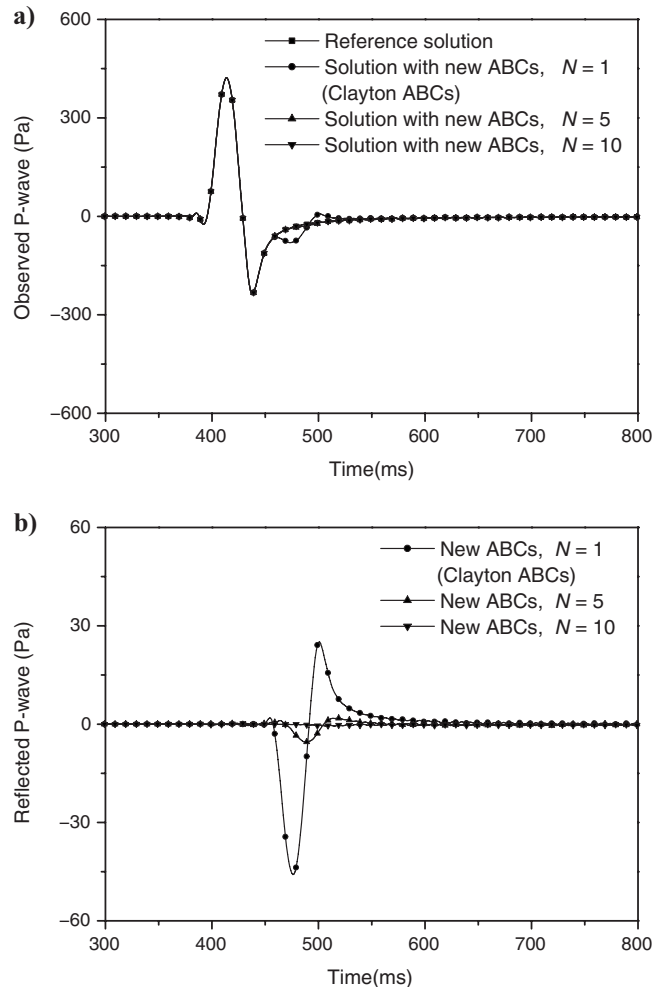 a)
600
300
0
−300
−600
Observed P-wave (Pa)
Reference solution
Solution with new ABCs, N = 1
(Clayton ABCs)
Solution with new ABCs, N = 5
Solution with new ABCs, N = 10
300 400 500 600 700 800
Time(ms)
b)
60
30
0
−30
−60
Reflected P-wave (Pa)
New ABCs, N = 1
(Clayton ABCs)
New ABCs, N = 5
New ABCs, N = 10
300 400 500 600 700 800
Time(ms)